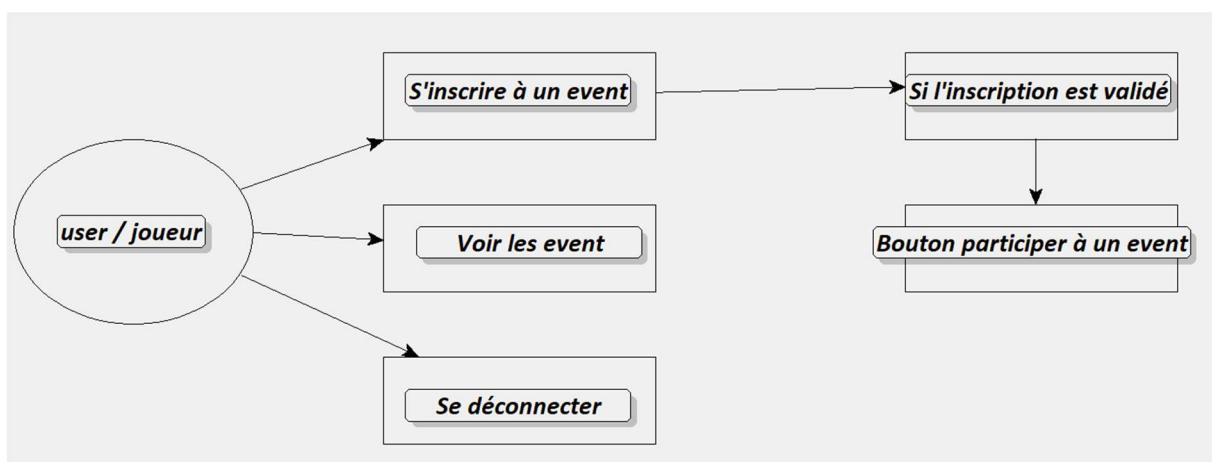 S'inscrire à un event
Si l'inscription est validé
user / joueur
Voir les event
Bouton participer à un event
Se déconnecter